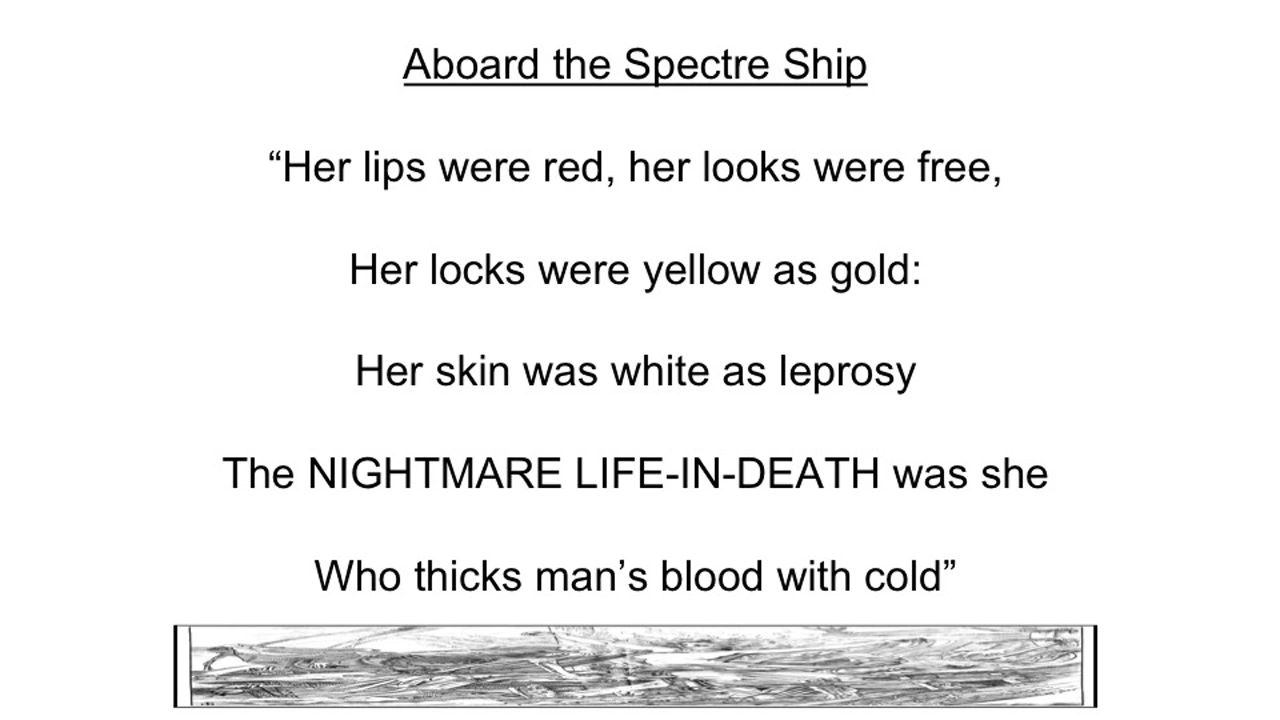 Aboard the Spectre Ship
“Her lips were red, her looks were free,
Her locks were yellow as gold:
Her skin was white as leprosy
The NIGHTMARE LIFE-IN-DEATH was she
Who thicks man’s blood with cold”